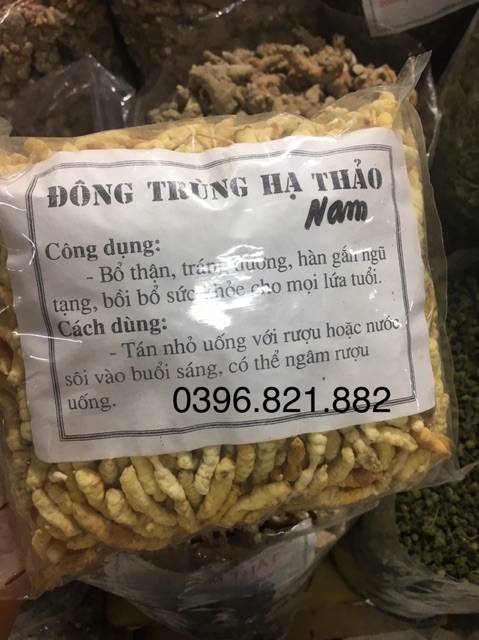 ĐÔNG TRÙNG HẠ THẢO
Nam
Công dụng:
- Bổ thận, tráng dương, hàn gắn ngũ
tạng, bồi bổ sức khỏe cho mọi lứa tuổi.
Cách dùng:
- Tán nhỏ uống với rượu hoặc nước
sôi vào buổi sáng, có thể ngâm rượu
uống.
0396.821.882